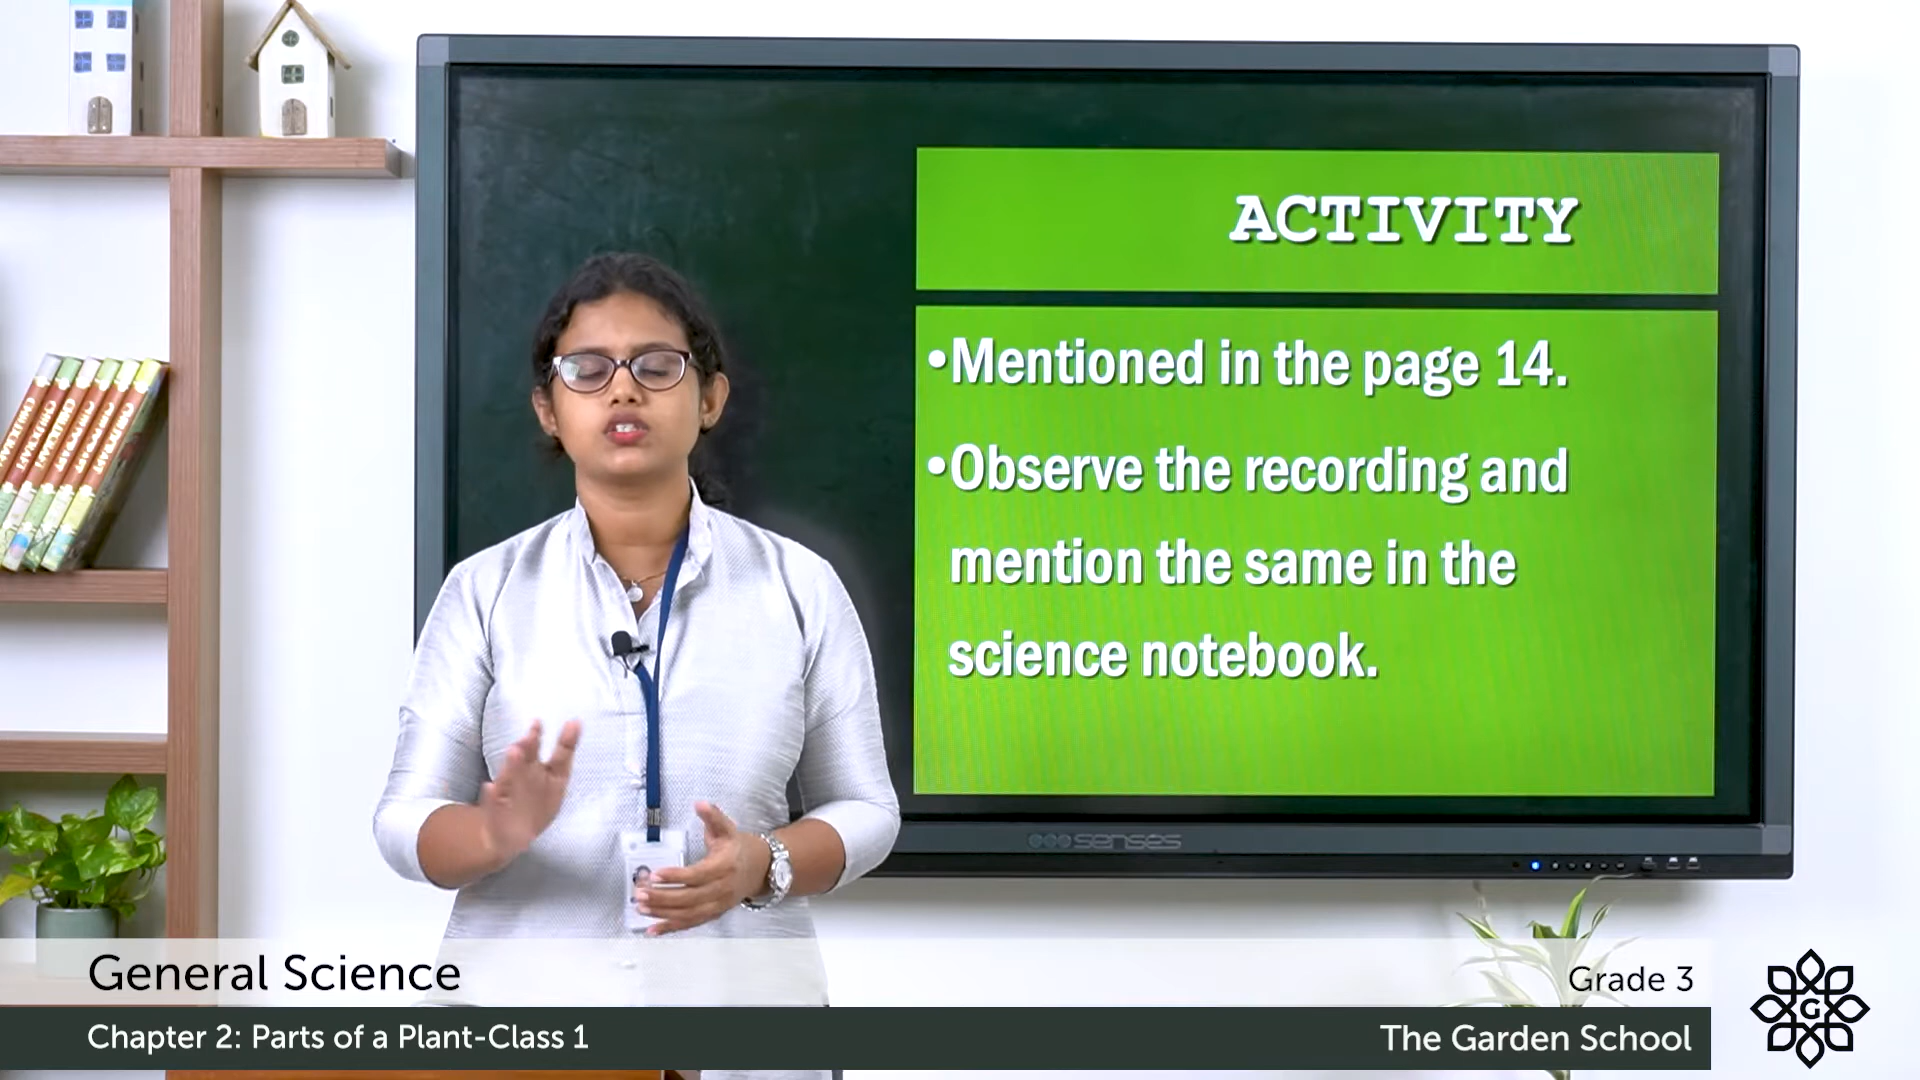 ACTIVITY
•Mentioned in the page 14.
•Observe the recording and
mention the same in the
science notebook.
senses
General Science
Grade 3
Chapter 2: Parts of a Plant-Class 1
The Garden School
G